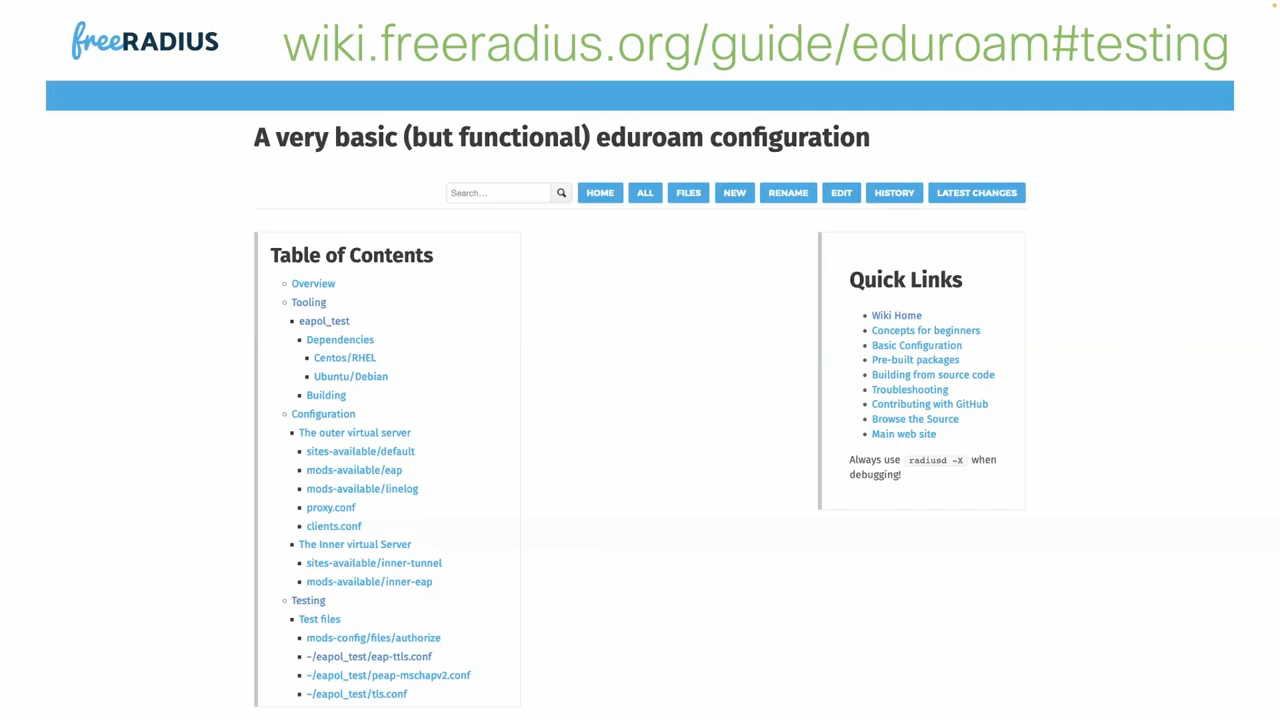 freeRADIUS
wiki.freeradius.org/guide/eduroam#testing
A very basic (but functional) eduroam configuration
Search...
HOME
ALL
FILES
NEW
RENAME
EDIT
HISTORY
LATEST CHANGES
Table of Contents
Overview
Tooling
eapol_test
Dependencies
Centos/RHEL
Ubuntu/Debian
Building
Configuration
The outer virtual server
sites-available/default
mods-available/eap
mods-available/linelog
proxy.conf
clients.conf
The Inner virtual Server
sites-available/inner-tunnel
mods-available/inner-eap
Testing
Test files
mods-config/files/authorize
~/eapol_test/eap-ttls.conf
~/eapol_test/peap-mschapv2.conf
~/eapol_test/tls.conf
Quick Links
Wiki Home
Concepts for beginners
Basic Configuration
Pre-built packages
Building from source code
Troubleshooting
Contributing with GitHub
Browse the Source
Main web site
Always use radiusd -X when
debugging!